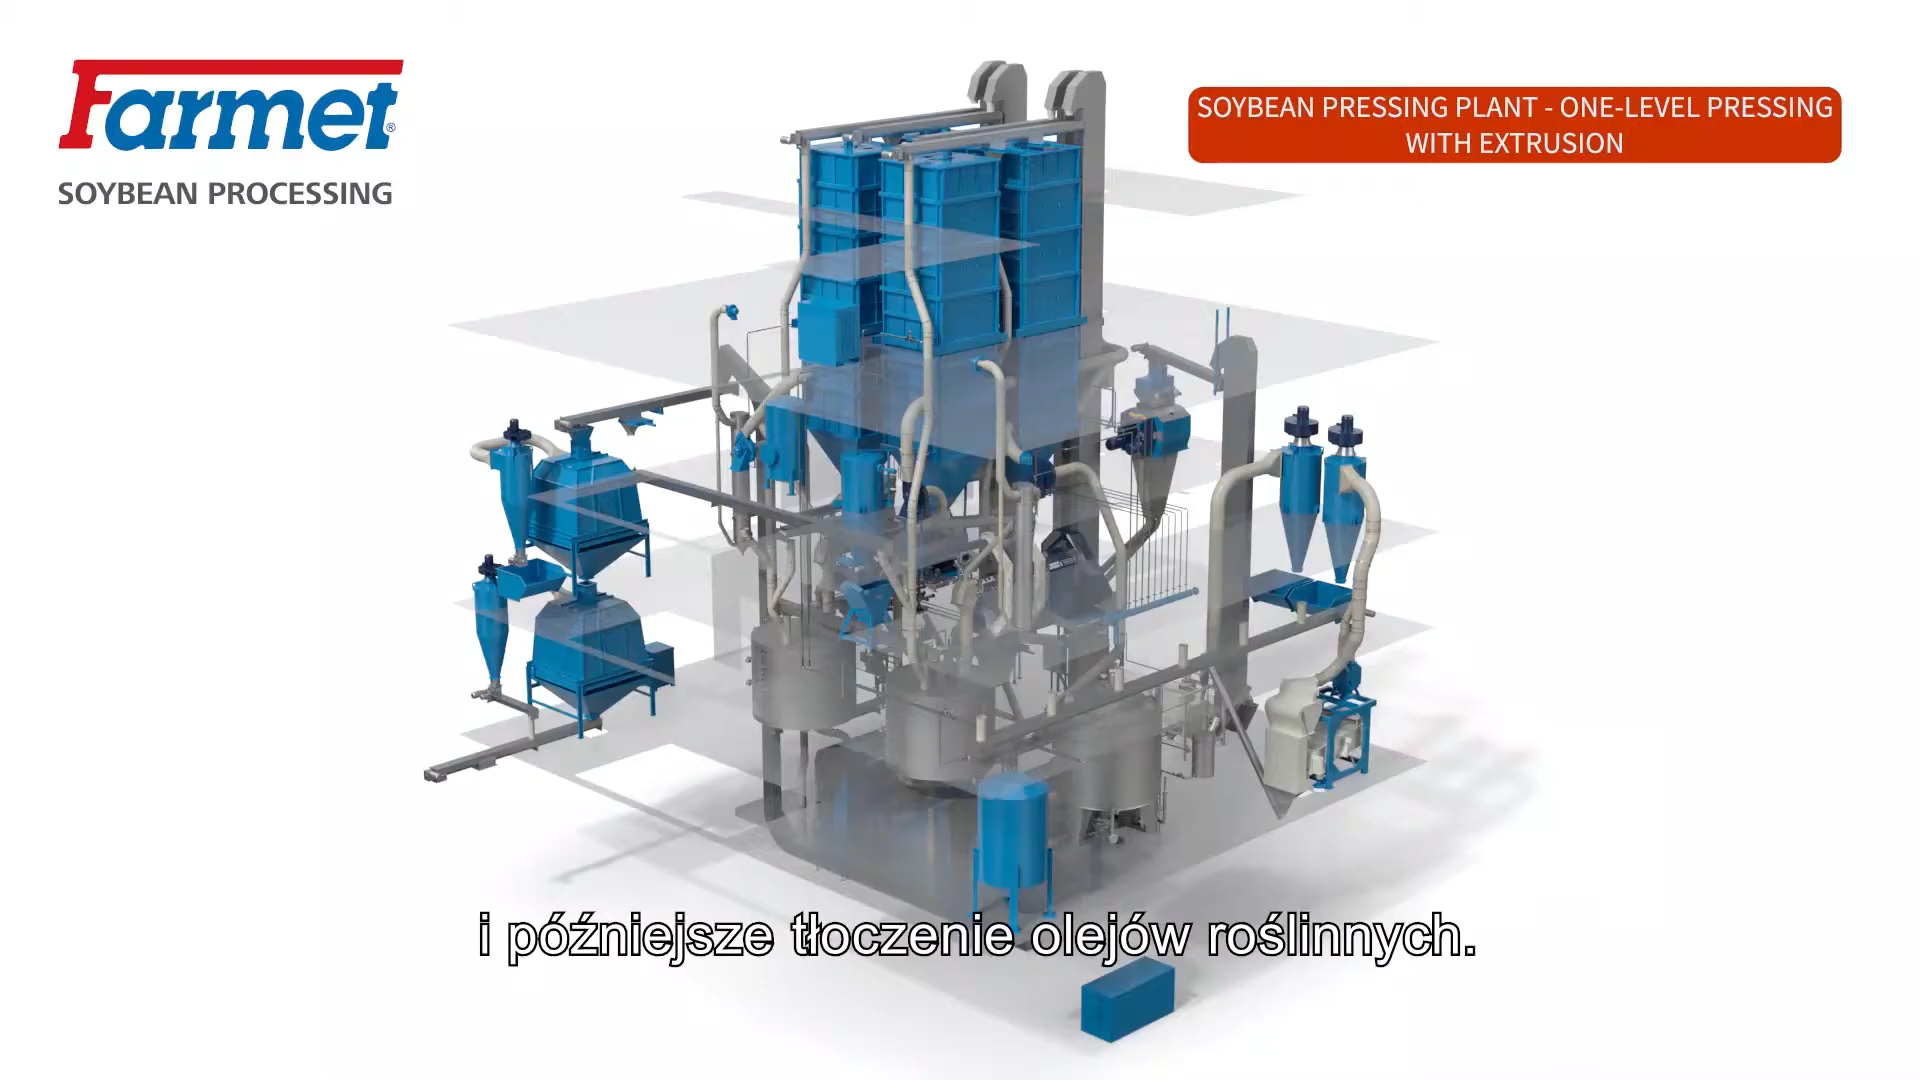 Farmet®
SOYBEAN PROCESSING
SOYBEAN PRESSING PLANT - ONE-LEVEL PRESSING
WITH EXTRUSION
i późniejsze tłoczenie olejów roślinnych.